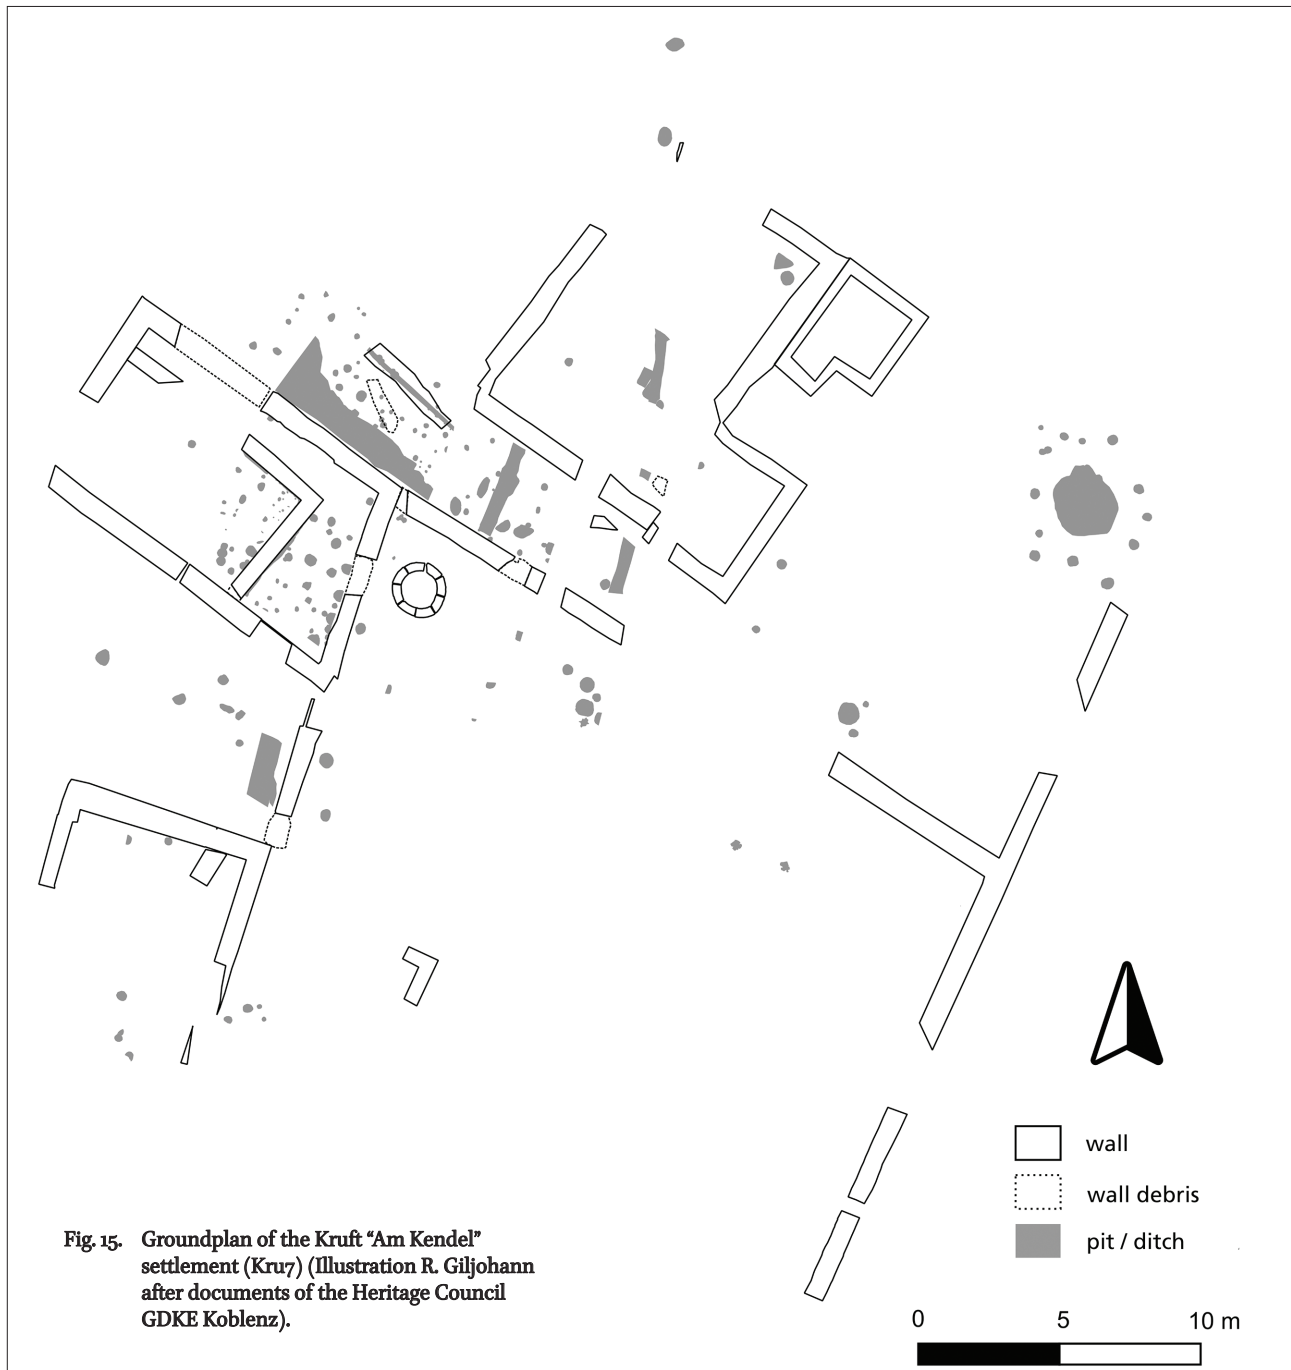 wall
wall debris
pit / ditch
Fig. 15. Groundplan of the Kruft “Am Kendel”
settlement (Kru7) (Illustration R. Giljohann
after documents of the Heritage Council
GDKE Koblenz).
0 5 10 m